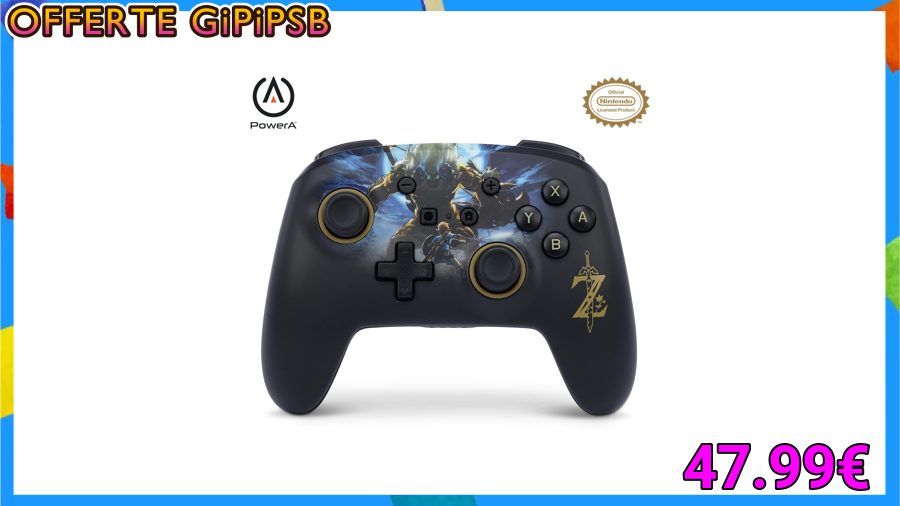 OFFERTE GiPiPSB
PowerA
Official
Nintendo
Licensed Product
X
Y
A
B
Z
47.99€